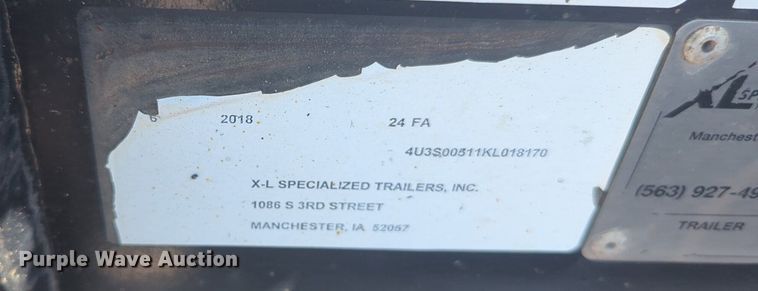 6 2018 24 FA
4U3S00511KL018170
X-L SPECIALIZED TRAILERS, INC.
1086 S 3RD STREET
MANCHESTER, IA 52057
XL SP
Manchest
(563) 927-49
TRAILER
Purple Wave Auction®